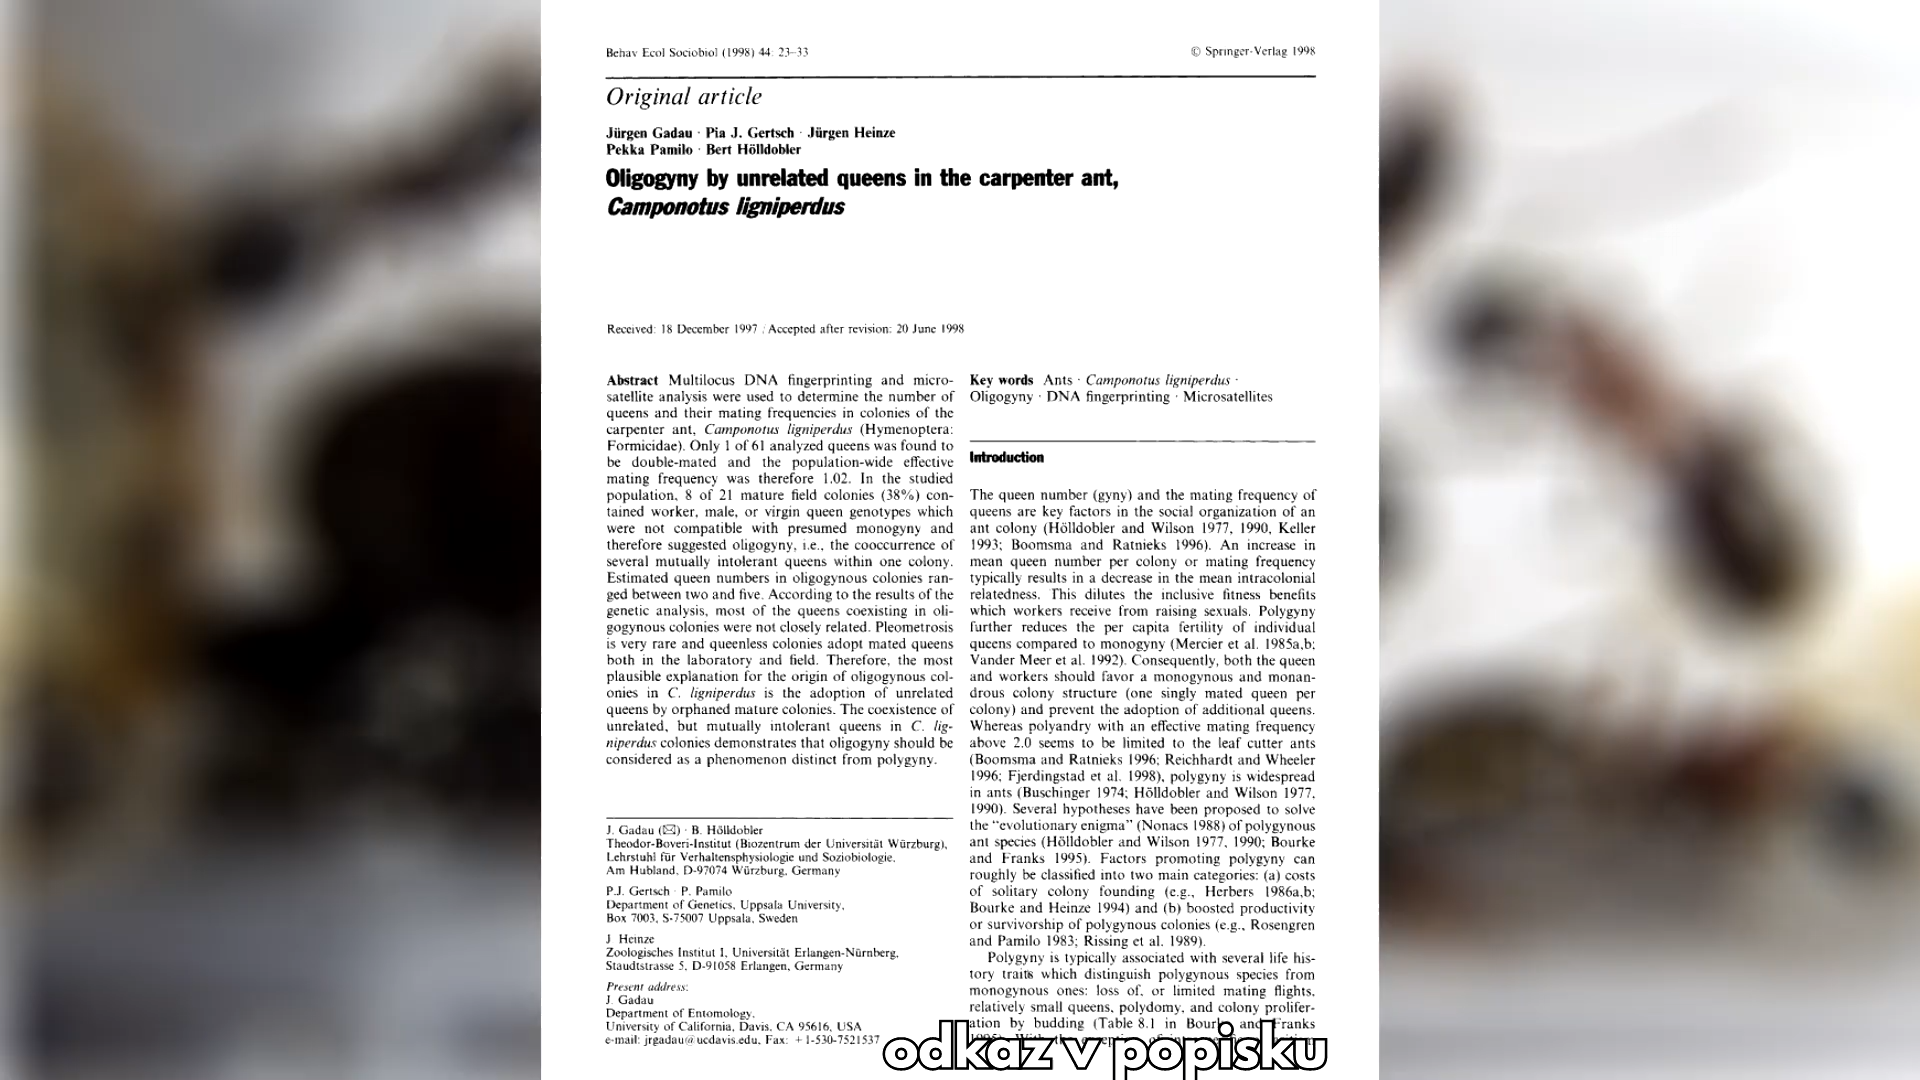 Behav Ecol Sociobiol (1998) 44: 23–33
© Springer-Verlag 1998
Original article
Jürgen Gadau · Pia J. Gertsch · Jürgen Heinze
Pekka Pamilo · Bert Hölldobler
Oligogyny by unrelated queens in the carpenter ant,
Camponotus ligniperdus
Received: 18 December 1997 / Accepted after revision: 20 June 1998
Abstract Multilocus DNA fingerprinting and micro-
satellite analysis were used to determine the number of
queens and their mating frequencies in colonies of the
carpenter ant, Camponotus ligniperdus (Hymenoptera:
Formicidae). Only 1 of 61 analyzed queens was found to
be double-mated and the population-wide effective
mating frequency was therefore 1.02. In the studied
population, 8 of 21 mature field colonies (38%) con-
tained worker, male, or virgin queen genotypes which
were not compatible with presumed monogyny and
therefore suggested oligogyny, i.e., the cooccurrence of
several mutually intolerant queens within one colony.
Estimated queen numbers in oligogynous colonies ran-
ged between two and five. According to the results of the
genetic analysis, most of the queens coexisting in oli-
gogynous colonies were not closely related. Pleometrosis
is very rare and queenless colonies adopt mated queens
both in the laboratory and field. Therefore, the most
plausible explanation for the origin of oligogynous col-
onies in C. ligniperdus is the adoption of unrelated
queens by orphaned mature colonies. The coexistence of
unrelated, but mutually intolerant queens in C. lig-
niperdus colonies demonstrates that oligogyny should be
considered as a phenomenon distinct from polygyny.
J. Gadau (✉) · B. Hölldobler
Theodor-Boveri-Institut (Biozentrum der Universität Würzburg),
Lehrstuhl für Verhaltensphysiologie und Soziobiologie,
Am Hubland, D-97074 Würzburg, Germany
P.J. Gertsch · P. Pamilo
Department of Genetics, Uppsala University,
Box 7003, S-75007 Uppsala, Sweden
J Heinze
Zoologisches Institut I, Universität Erlangen-Nürnberg,
Staudtstrasse 5, D-91058 Erlangen, Germany
Present address:
J. Gadau
Department of Entomology,
University of California, Davis, CA 95616, USA
e-mail: jrgadau@ucdavis.edu, Fax: +1-530-7521537
Key words Ants · Camponotus ligniperdus ·
Oligogyny · DNA fingerprinting · Microsatellites
Introduction
The queen number (gyny) and the mating frequency of
queens are key factors in the social organization of an
ant colony (Hölldobler and Wilson 1977, 1990, Keller
1993; Boomsma and Ratnieks 1996). An increase in
mean queen number per colony or mating frequency
typically results in a decrease in the mean intracolonial
relatedness. This dilutes the inclusive fitness benefits
which workers receive from raising sexuals. Polygyny
further reduces the per capita fertility of individual
queens compared to monogyny (Mercier et al. 1985a,b;
Vander Meer et al. 1992). Consequently, both the queen
and workers should favor a monogynous and monan-
drous colony structure (one singly mated queen per
colony) and prevent the adoption of additional queens.
Whereas polyandry with an effective mating frequency
above 2.0 seems to be limited to the leaf cutter ants
(Boomsma and Ratnieks 1996; Reichhardt and Wheeler
1996; Fjerdingstad et al. 1998), polygyny is widespread
in ants (Buschinger 1974; Hölldobler and Wilson 1977,
1990). Several hypotheses have been proposed to solve
the “evolutionary enigma” (Nonacs 1988) of polygynous
ant species (Hölldobler and Wilson 1977, 1990; Bourke
and Franks 1995). Factors promoting polygyny can
roughly be classified into two main categories: (a) costs
of solitary colony founding (e.g., Herbers 1986a,b;
Bourke and Heinze 1994) and (b) boosted productivity
or survivorship of polygynous colonies (e.g., Rosengren
and Pamilo 1983; Rissing et al. 1989).
Polygyny is typically associated with several life his-
tory traits which distinguish polygynous species from
monogynous ones: loss of, or limited mating flights,
relatively small queens, polydomy, and colony prolifer-
ation by budding (Table 8.1 in Bourke and Franks
odkaz v popisku